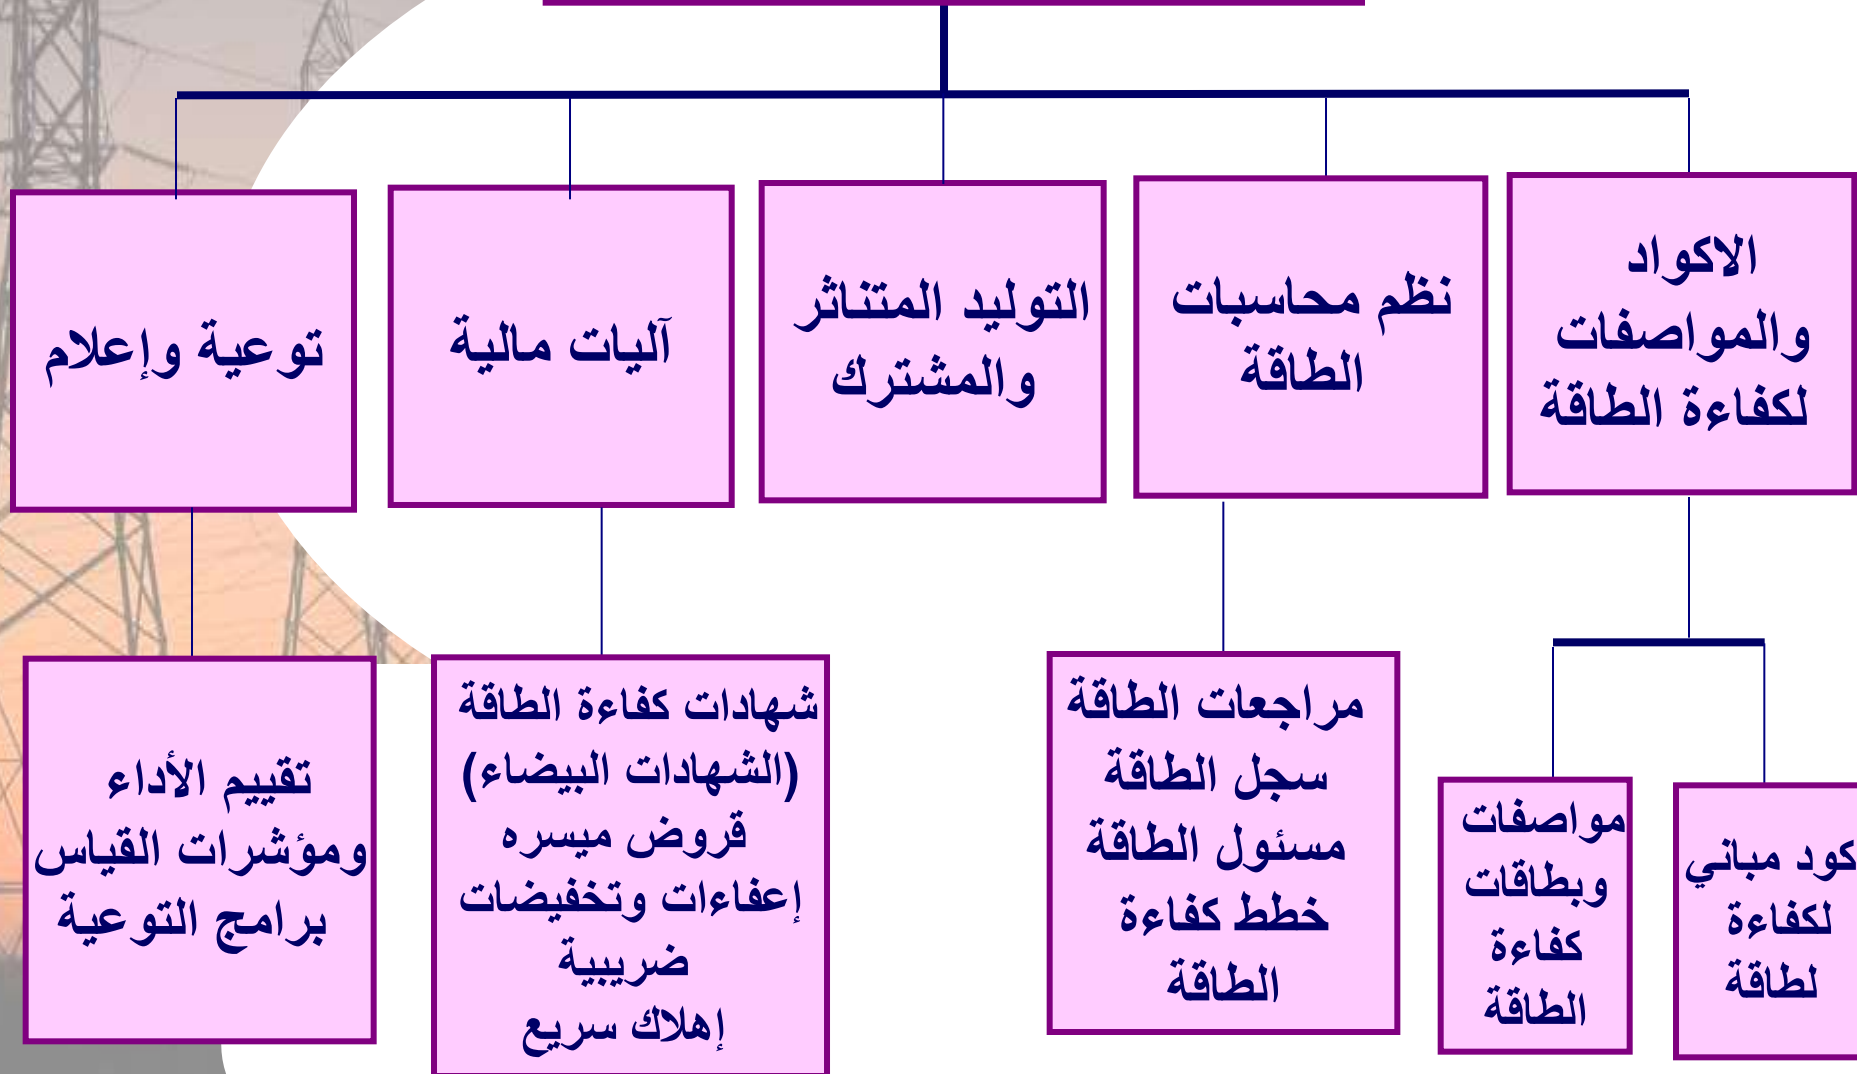 الاكواد
والمواصفات
لكفاءة الطاقة
نظم محاسبات
الطاقة
التوليد المتناثر
والمشترك
آليات مالية
توعية وإعلام
كود مباني
لكفاءة
لطاقة
مواصفات
وبطاقات
كفاءة
الطاقة
مراجعات الطاقة
سجل الطاقة
مسئول الطاقة
خطط كفاءة
الطاقة
شهادات كفاءة الطاقة
(الشهادات البيضاء)
قروض ميسره
إعفاءات وتخفيضات
ضريبية
إهلاك سريع
تقييم الأداء
ومؤشرات القياس
برامج التوعية